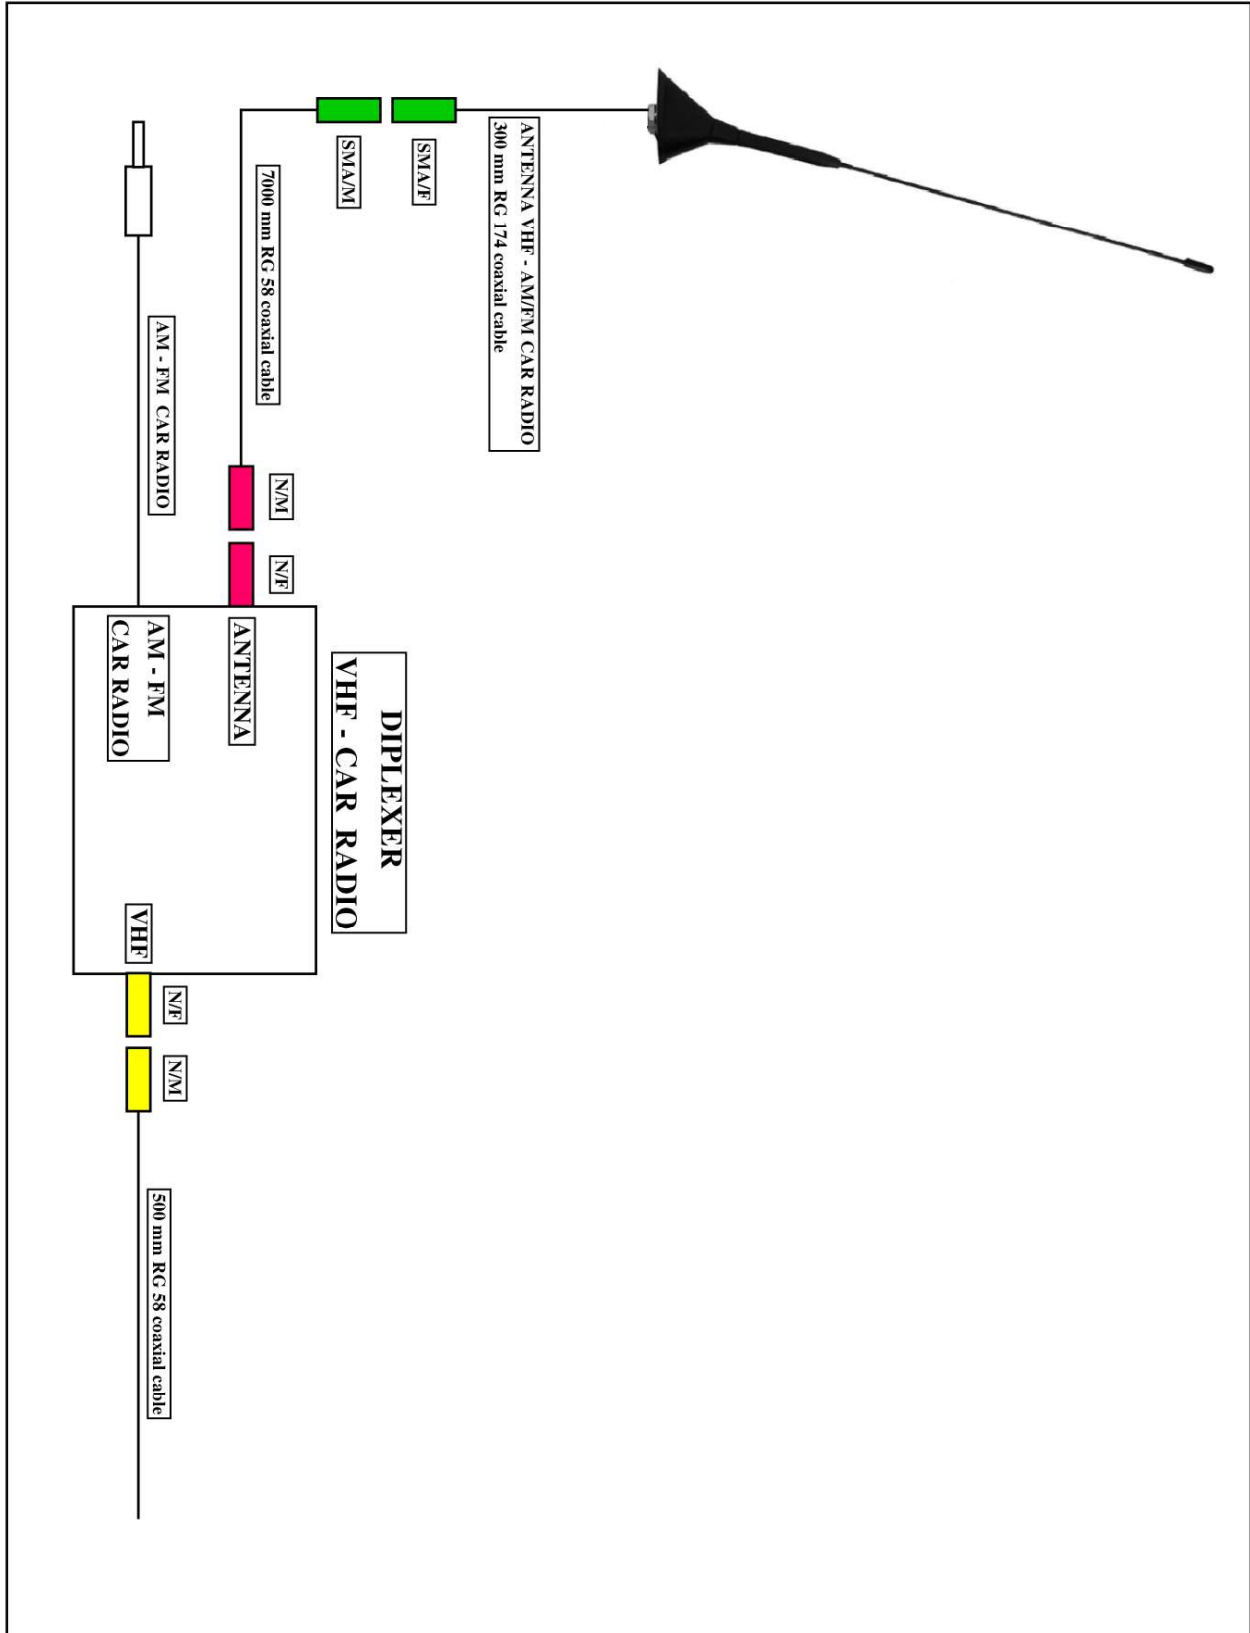 ANTENNA VHF - AM/FM CAR RADIO
300 mm RG 174 coaxial cable
SMA/F
SMA/M
DIPLEXER
VHF - CAR RADIO
7000 mm RG 58 coaxial cable
N/M
N/F
ANTENNA
AM - FM CAR RADIO
AM - FM
CAR RADIO
VHF
N/F
N/M
500 mm RG 58 coaxial cable